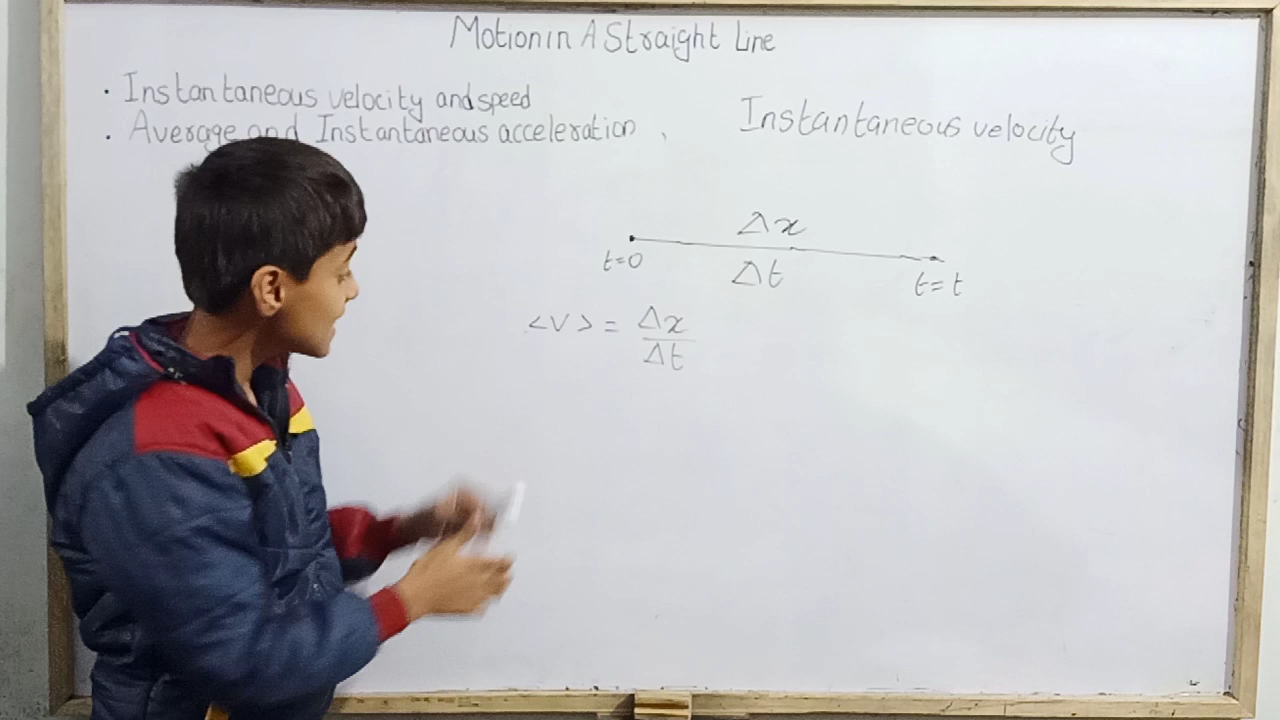 Motion in A Straight Line
. Instantaneous velocity and speed
. Average and Instantaneous acceleration ,
Instantaneous velocity
Δx
t=0
Δt
t=t
<V> = Δx/Δt